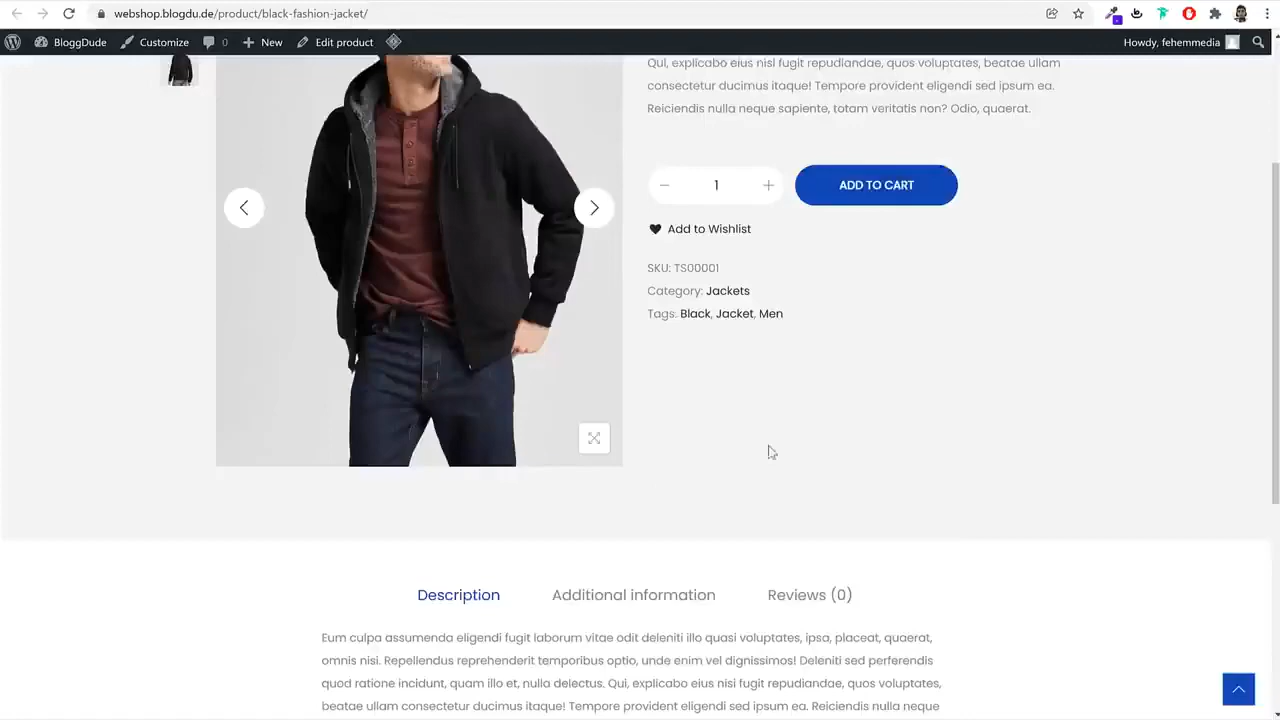 webshop.blogdu.de/product/black-fashion-jacket/
BloggDude Customize 0 New Edit product Howdy, fehemmedia
Qui, explicabo eius nisl fugit repudiandae, quos voluptates, beatae ullam
consectetur ducimus itaque! Tempore provident eligendi sed ipsum ea.
Reiciendis nulla neque sapiente, totam veritatis non? Odio, quaerat.
1 ADD TO CART
Add to Wishlist
SKU: TS00001
Category: Jackets
Tags: Black, Jacket, Men
Description Additional information Reviews (0)
Eum culpa assumenda eligendi fugit laborum vitae odit deleniti illo quasi voluptates, ipsa, placeat, quaerat,
omnis nisi. Repellendus reprehenderit temporibus optio, unde enim vel dignissimos! Deleniti sed perferendis
quod ratione incidunt, quam illo et, nulla delectus. Qui, explicabo eius nisi fugit repudiandae, quos voluptates,
beatae ullam consectetur ducimus itaque! Tempore provident eligendi sed ipsum ea. Reiciendis nulla neque